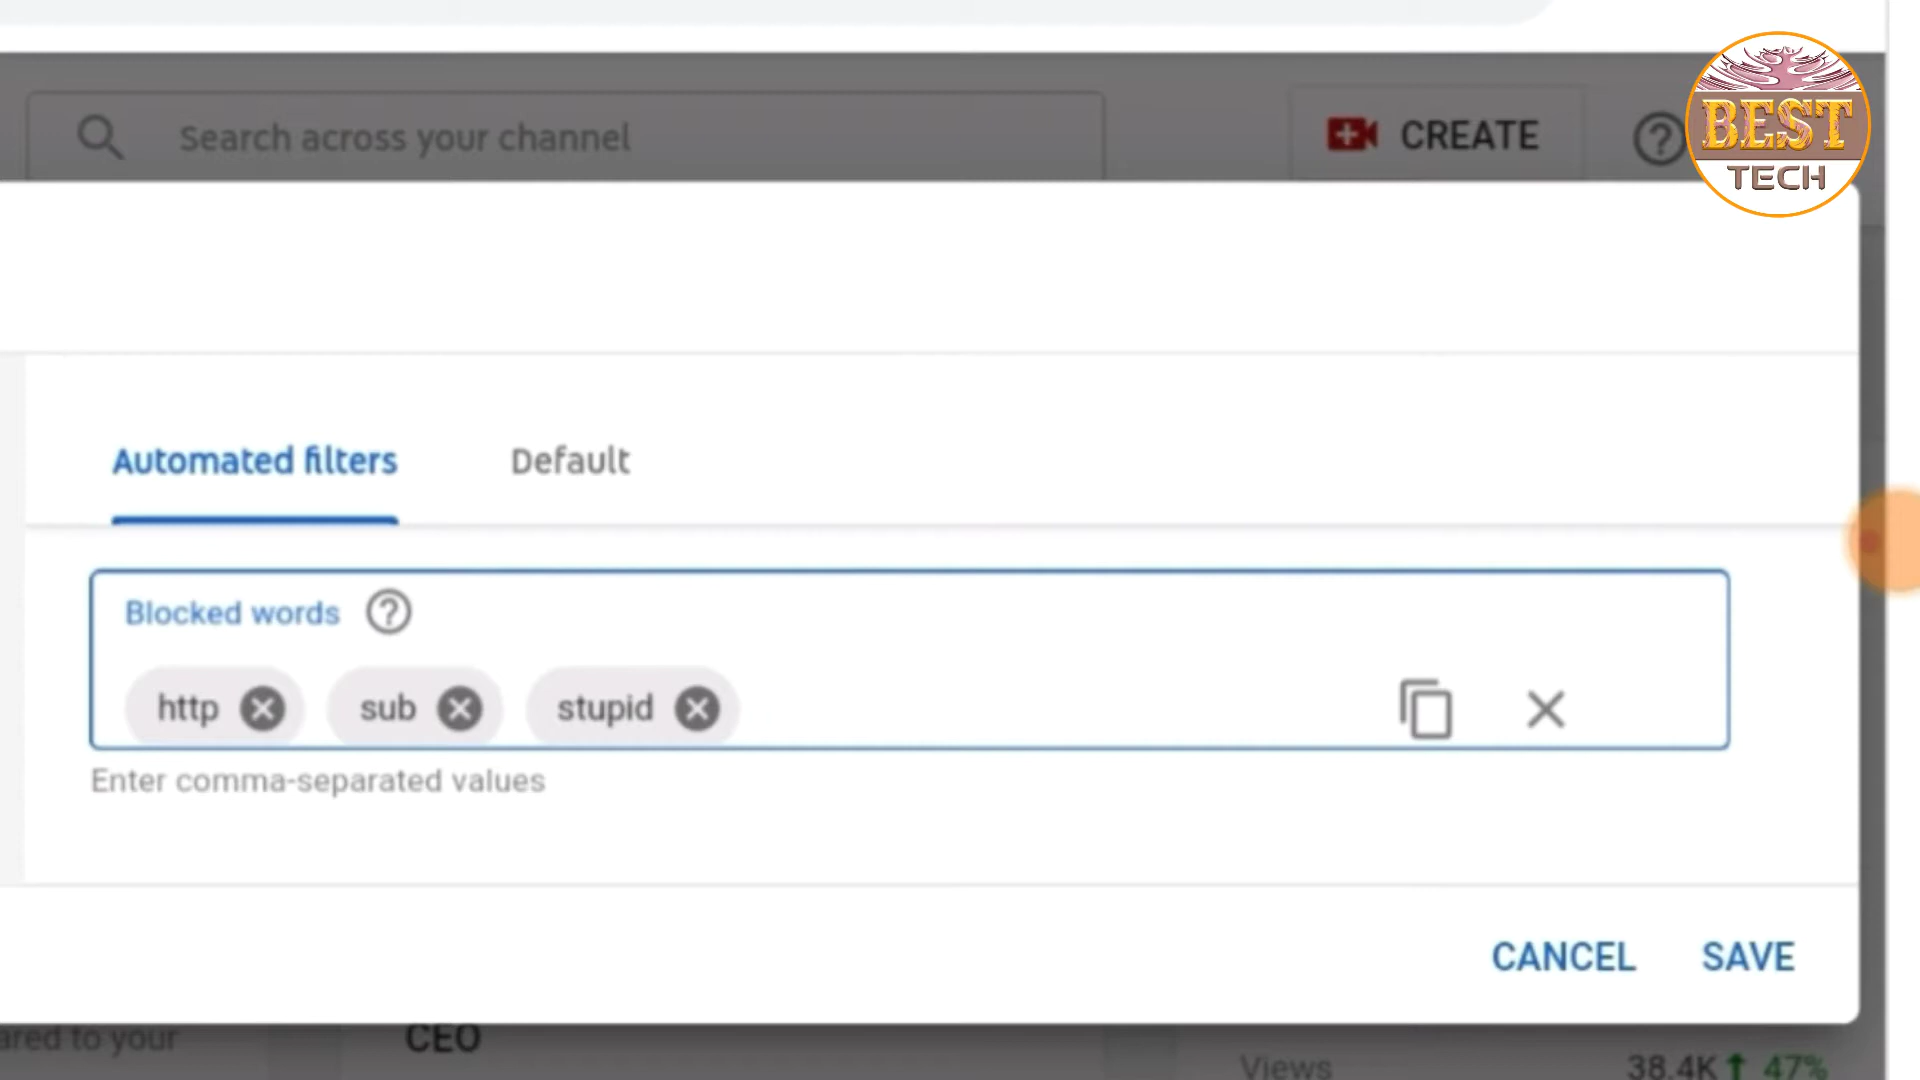 Search across your channel
CREATE
BEST
TECH
Automated filters
Default
Blocked words
http
sub
stupid
Enter comma-separated values
CANCEL
SAVE
ared to your
CEO
Views
38.4K 47%